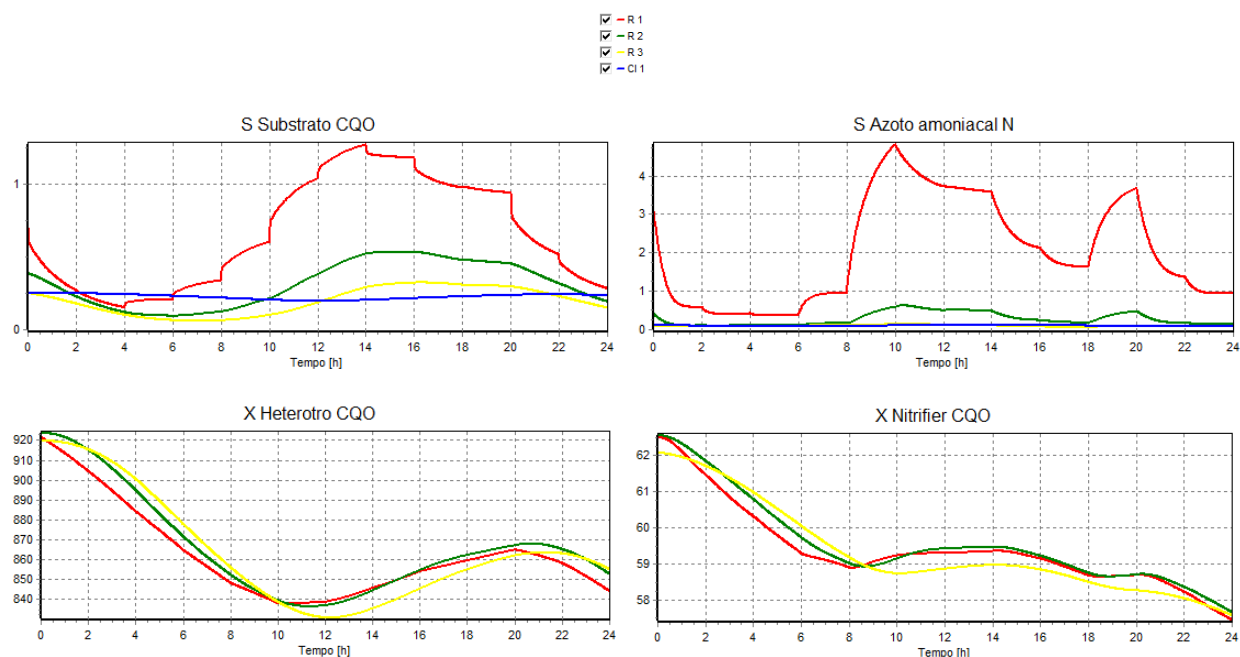 R 1
R 2
R 3
Cl 1
S Substrato CQO
1
0
0 2 4 6 8 10 12 14 16 18 20 22 24
Tempo [h]
S Azoto amoniacal N
4
3
2
1
0
0 2 4 6 8 10 12 14 16 18 20 22 24
Tempo [h]
X Heterotro CQO
920
910
900
890
880
870
860
850
840
0 2 4 6 8 10 12 14 16 18 20 22 24
Tempo [h]
X Nitrifier CQO
62
61
60
59
58
0 2 4 6 8 10 12 14 16 18 20 22 24
Tempo [h]